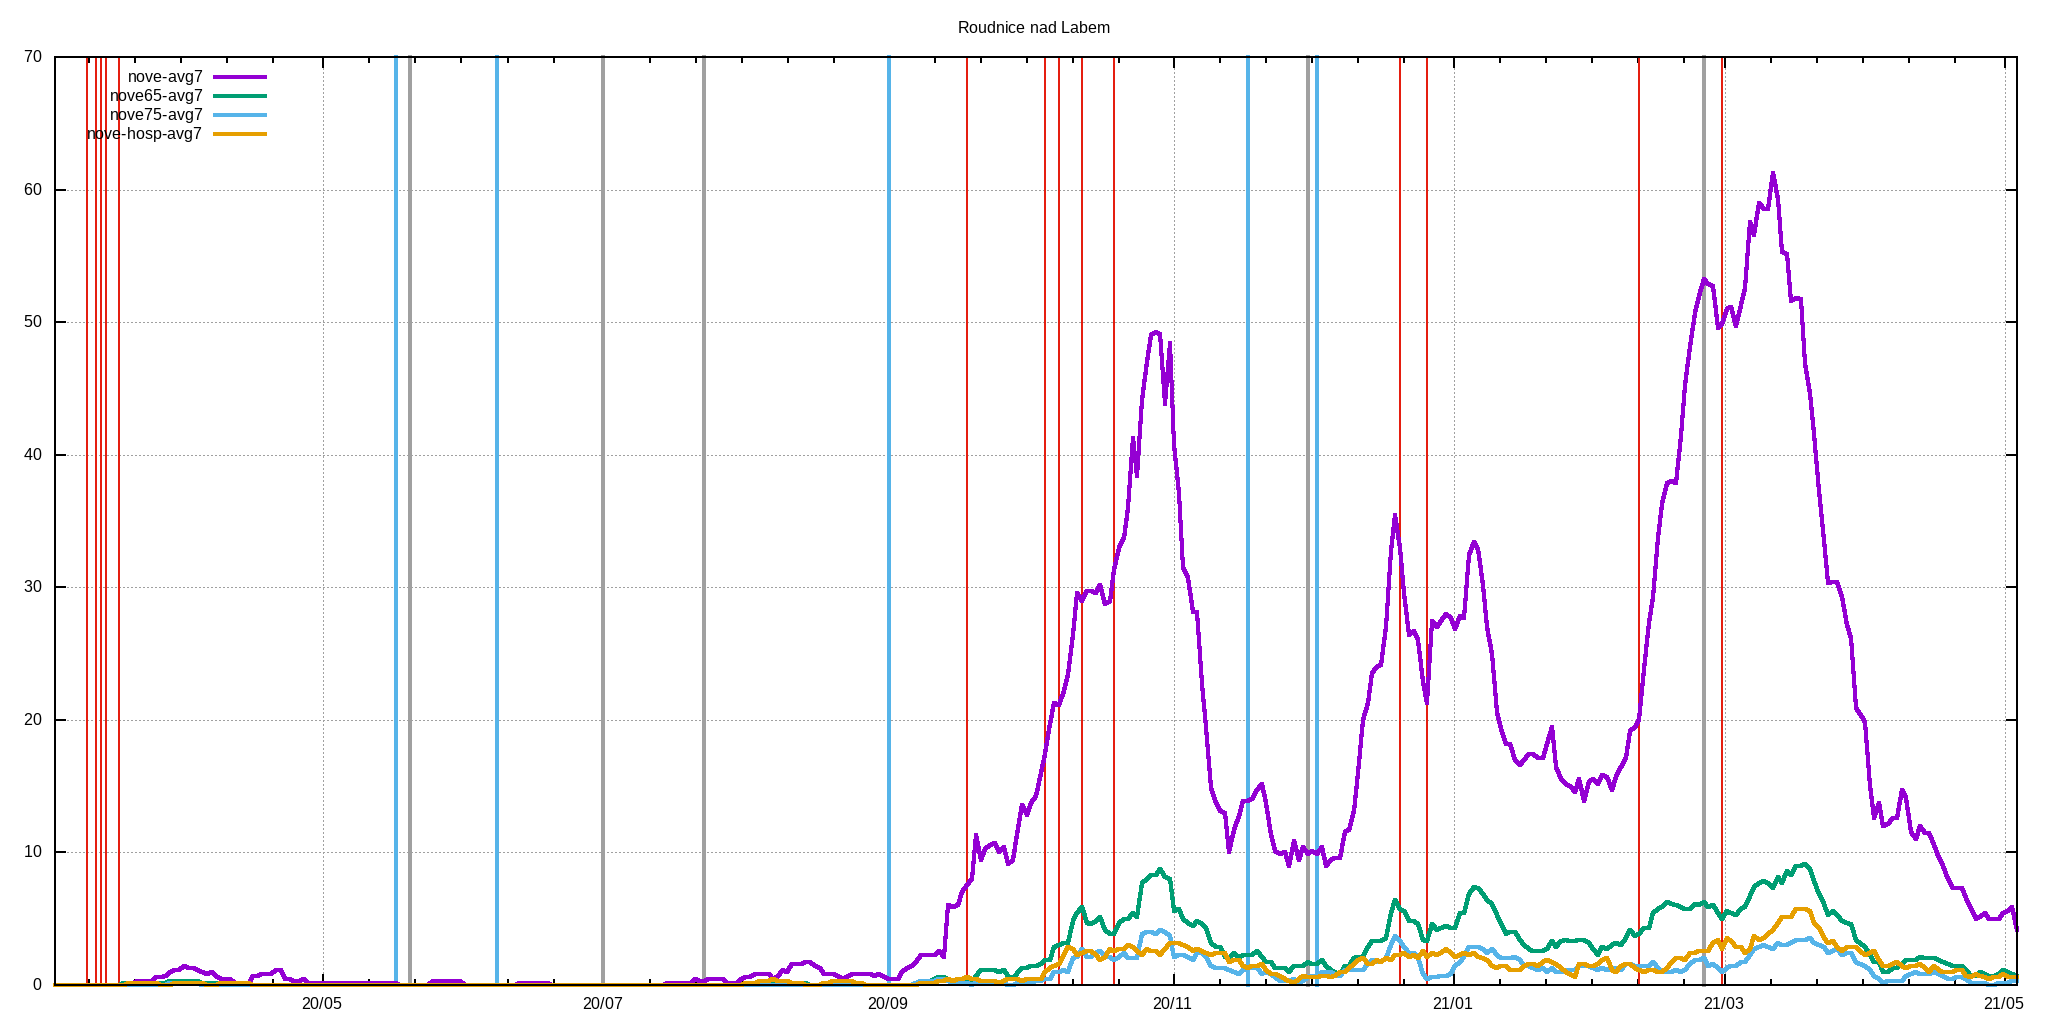 Roudnice nad Labem
70
60
50
40
30
20
10
0
nove-avg7
nove65-avg7
nove75-avg7
nove-hosp-avg7
20/05 20/07 20/09 20/11 21/01 21/03 21/05